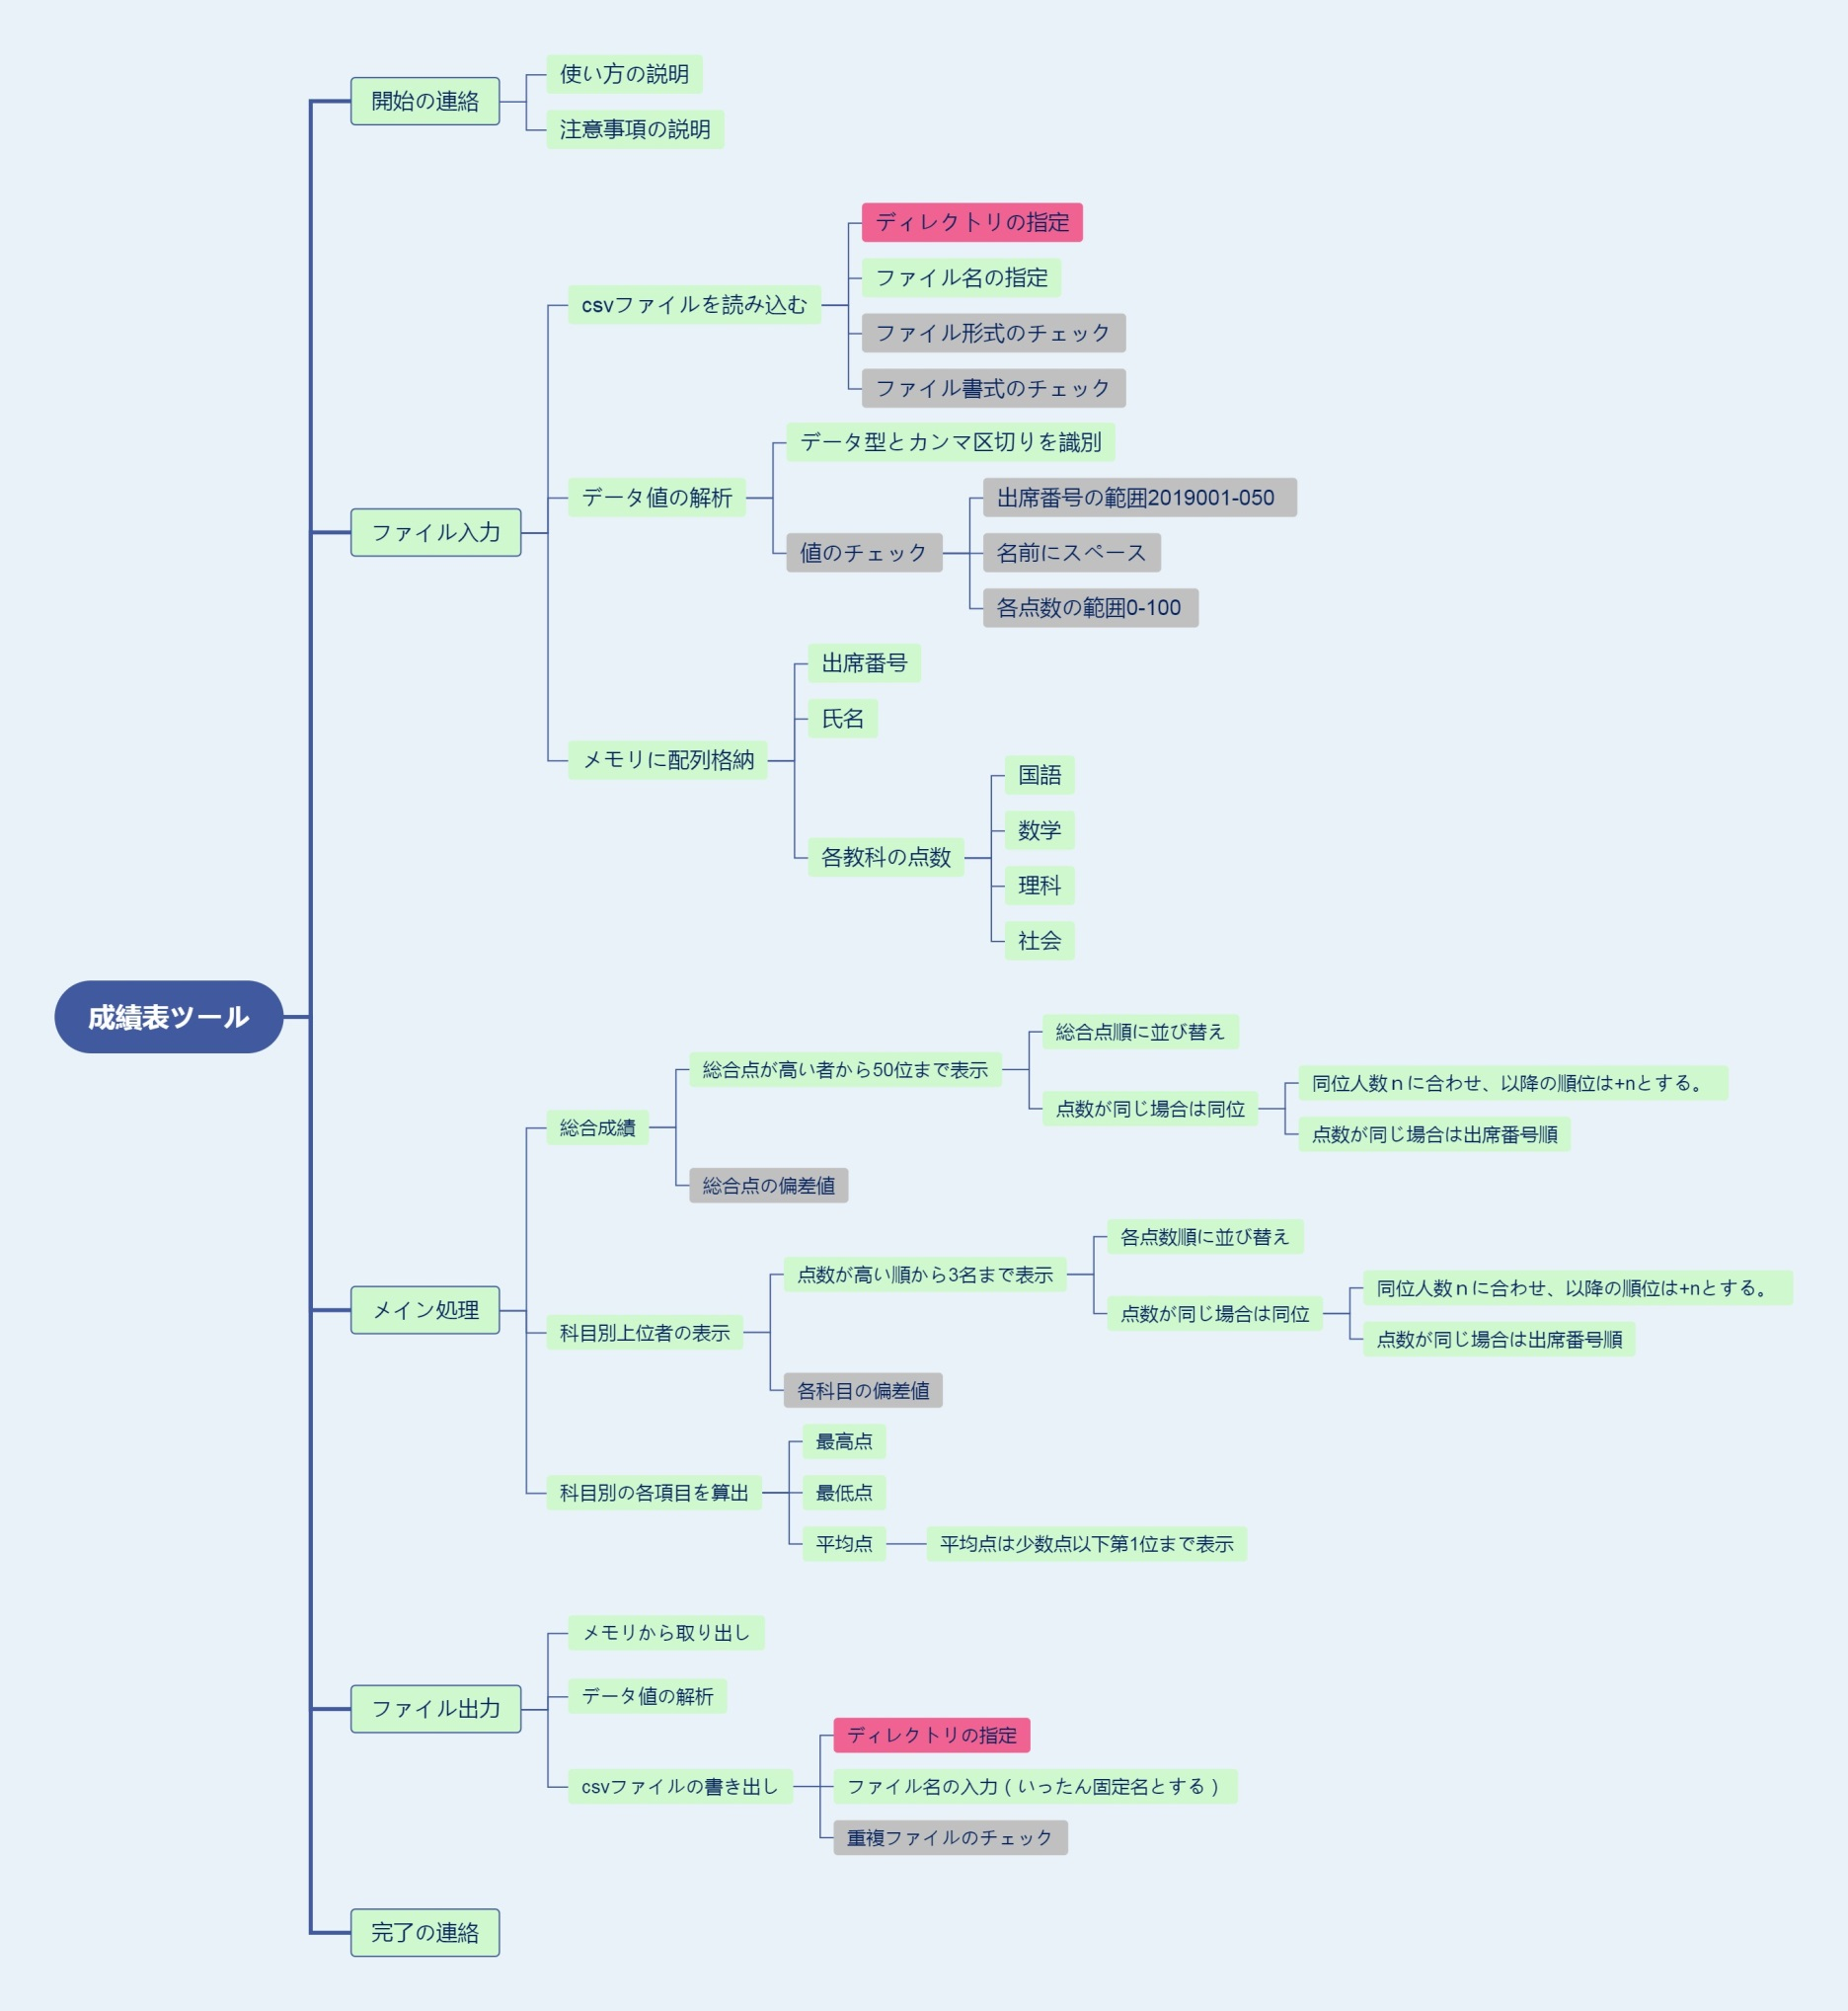 成績表ツール
開始の連絡
使い方の説明
注意事項の説明
ファイル入力
csvファイルを読み込む
ディレクトリの指定
ファイル名の指定
ファイル形式のチェック
ファイル書式のチェック
データ値の解析
データ型とカンマ区切りを識別
値のチェック
出席番号の範囲2019001-050
名前にスペース
各点数の範囲0-100
メモリに配列格納
出席番号
氏名
各教科の点数
国語
数学
理科
社会
メイン処理
総合成績
総合点が高い者から50位まで表示
総合点順に並び替え
点数が同じ場合は同位
同位人数ｎに合わせ、以降の順位は+nとする。
点数が同じ場合は出席番号順
総合点の偏差値
科目別上位者の表示
点数が高い順から3名まで表示
各点数順に並び替え
点数が同じ場合は同位
同位人数ｎに合わせ、以降の順位は+nとする。
点数が同じ場合は出席番号順
各科目の偏差値
科目別の各項目を算出
最高点
最低点
平均点
平均点は少数点以下第1位まで表示
ファイル出力
メモリから取り出し
データ値の解析
csvファイルの書き出し
ディレクトリの指定
ファイル名の入力（いったん固定名とする）
重複ファイルのチェック
完了の連絡